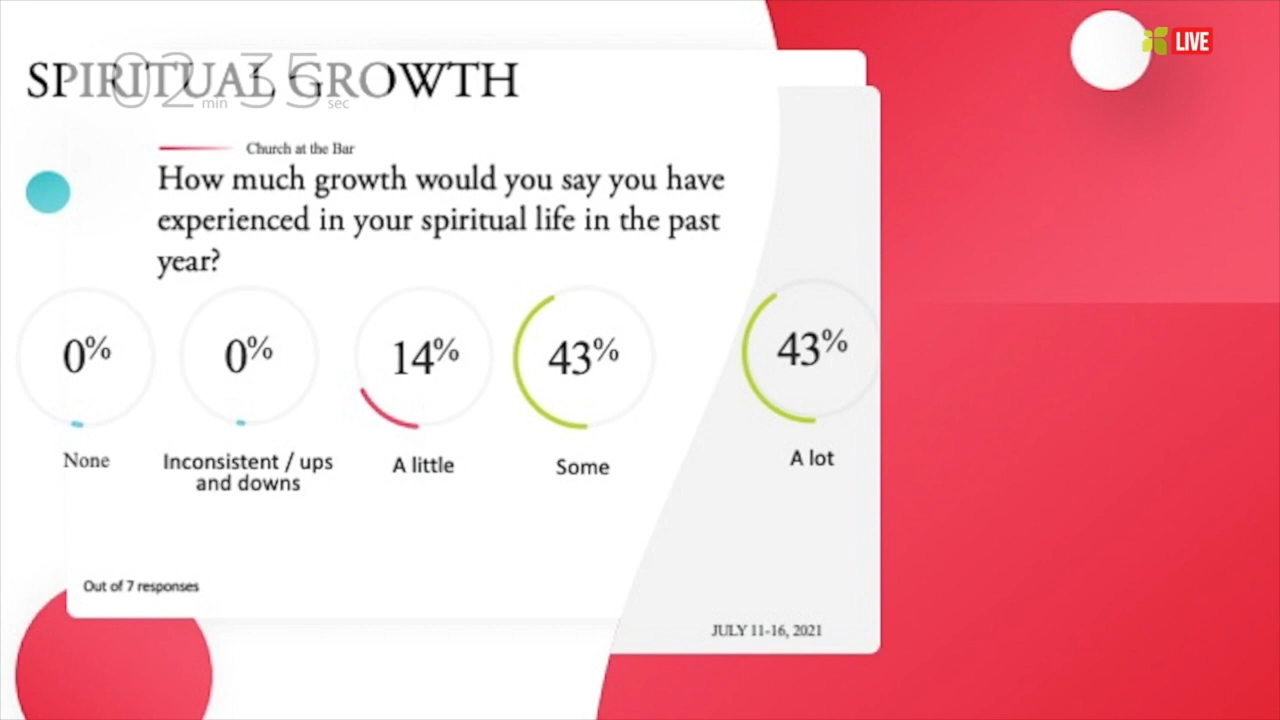 LIVE
SPIRITUAL GROWTH
02 min 35 sec
Church at the Bar
How much growth would you say you have
experienced in your spiritual life in the past
year?
0% 0% 14% 43% 43%
None Inconsistent / ups A little Some A lot
and downs
Out of 7 responses
JULY 11-16, 2021